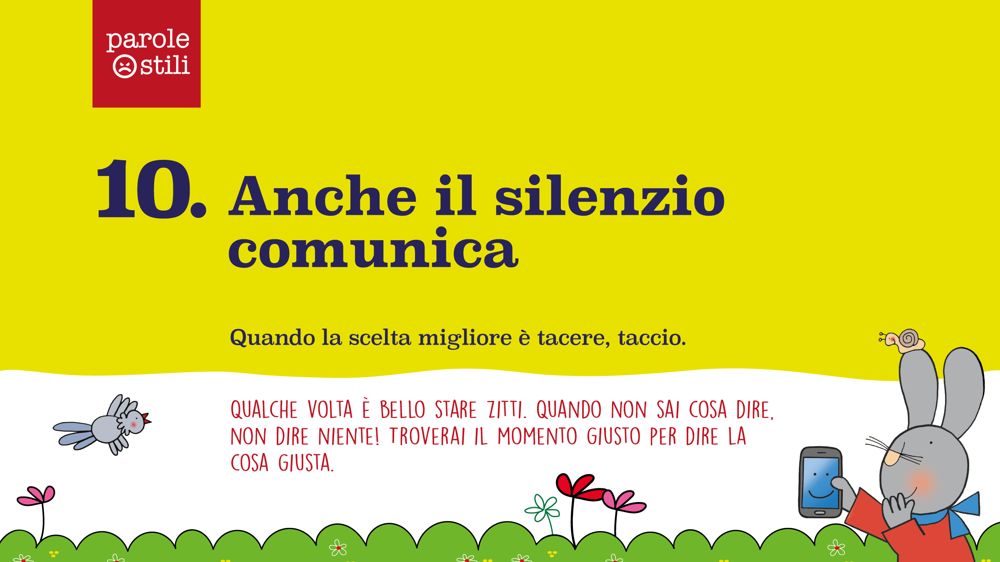 parole
Ostili
10. Anche il silenzio
comunica
Quando la scelta migliore è tacere, taccio.
QUALCHE VOLTA È BELLO STARE ZITTI. QUANDO NON SAI COSA DIRE,
NON DIRE NIENTE! TROVERAI IL MOMENTO GIUSTO PER DIRE LA
COSA GIUSTA.